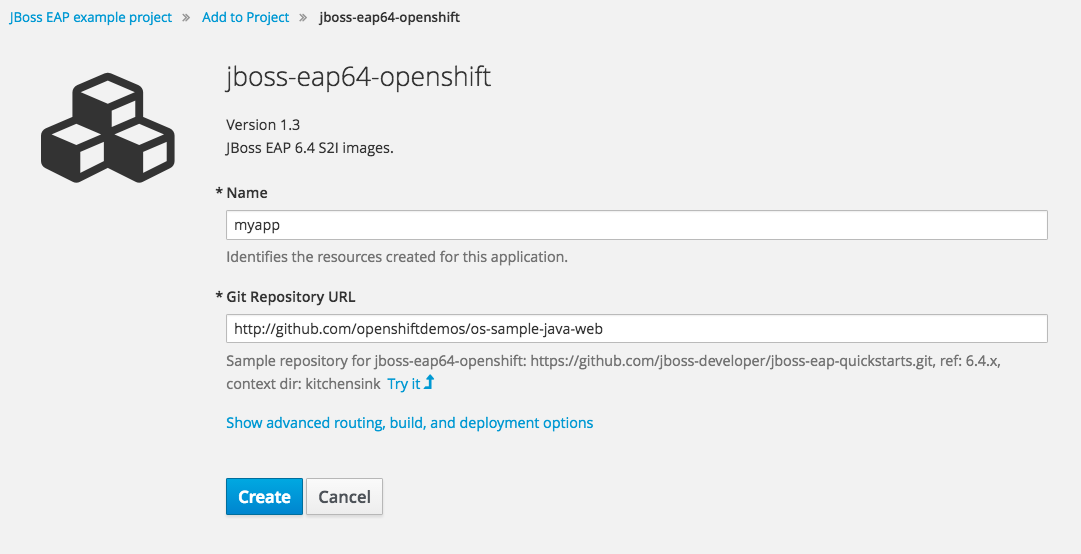 JBoss EAP example project » Add to Project » jboss-eap64-openshift
jboss-eap64-openshift
Version 1.3
JBoss EAP 6.4 S2I images.
* Name
myapp
Identifies the resources created for this application.
* Git Repository URL
http://github.com/openshiftdemos/os-sample-java-web
Sample repository for jboss-eap64-openshift: https://github.com/jboss-developer/jboss-eap-quickstarts.git, ref: 6.4.x,
context dir: kitchensink Try it
Show advanced routing, build, and deployment options
Create Cancel